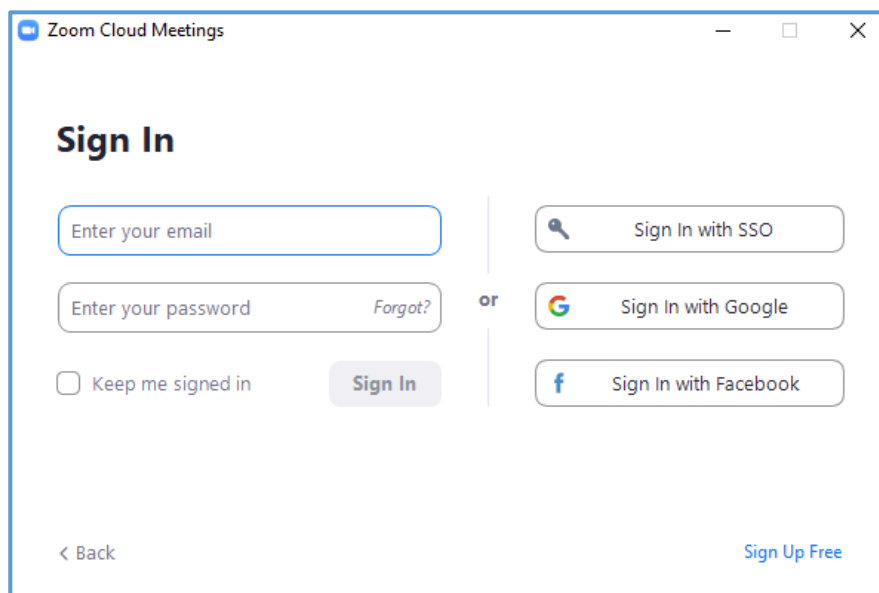 Zoom Cloud Meetings
Sign In
Enter your email
Enter your password Forgot?
Keep me signed in Sign In
or
Sign In with SSO
Sign In with Google
Sign In with Facebook
Back
Sign Up Free